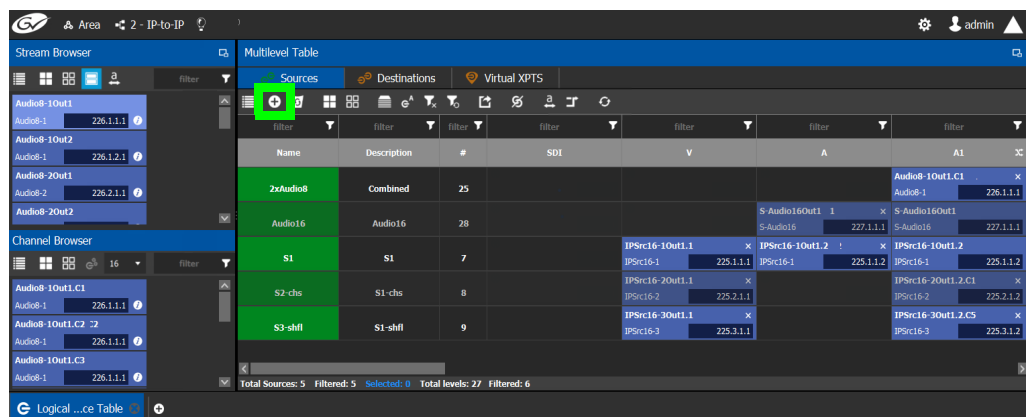 GV Area 2 - IP-to-IP admin
Stream Browser
a filter
Audio8-1Out1
Audio8-1 226.1.1.1
Audio8-1Out2
Audio8-1 226.1.2.1
Audio8-2Out1
Audio8-2 226.2.1.1
Audio8-2Out2
Channel Browser
16 filter
Audio8-1Out1.C1
Audio8-1 226.1.1.1
Audio8-1Out1.C2
Audio8-1 226.1.1.1
Audio8-1Out1.C3
Audio8-1 226.1.1.1
Multilevel Table
Sources Destinations Virtual XPTS
a
filter filter filter filter filter filter filter
Name Description # SDI V A A1
2xAudio8 Combined 25 Audio8-1Out1.C1 x
Audio8-1 226.1.1.1
Audio16 Audio16 28 S-Audio16Out1 1 x S-Audio16Out1
S-Audio16 227.1.1.1 S-Audio16 227.1.1.1
S1 S1 7 IPSrc16-1Out1.1 x IPSrc16-1Out1.2 x IPSrc16-1Out1.2
IPSrc16-1 225.1.1.1 IPSrc16-1 225.1.1.2 IPSrc16-1 225.1.1.2
S2-chs S1-chs 8 IPSrc16-2Out1.1 x IPSrc16-2Out1.2.C1 x
IPSrc16-2 225.2.1.1 IPSrc16-2 225.2.1.2
S3-shfl S1-shfl 9 IPSrc16-3Out1.1 x IPSrc16-3Out1.2.C5 x
IPSrc16-3 225.3.1.1 IPSrc16-3 225.3.1.2
Total Sources: 5 Filtered: 5 Selected: 0 Total levels: 27 Filtered: 6
Logical ...ce Table